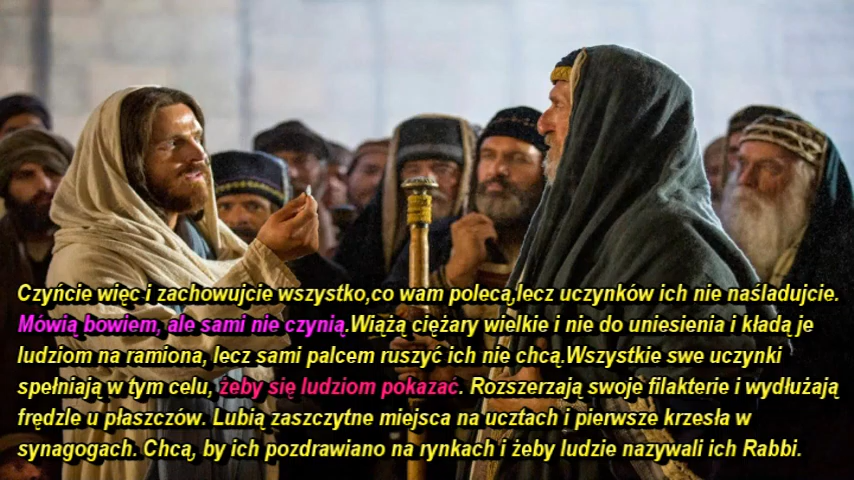 Czyńcie więc i zachowujcie wszystko,co wam polecą,lecz uczynków ich nie naśladujcie.
Mówią bowiem, ale sami nie czynią.Wiążą ciężary wielkie i nie do uniesienia i kładą je
ludziom na ramiona, lecz sami palcem ruszyć ich nie chcą.Wszystkie swe uczynki
spełniają w tym celu, żeby się ludziom pokazać. Rozszerzają swoje filakterie i wydłużają
frędzle u płaszczów. Lubią zaszczytne miejsca na ucztach i pierwsze krzesła w
synagogach. Chcą, by ich pozdrawiano na rynkach i żeby ludzie nazywali ich Rabbi.